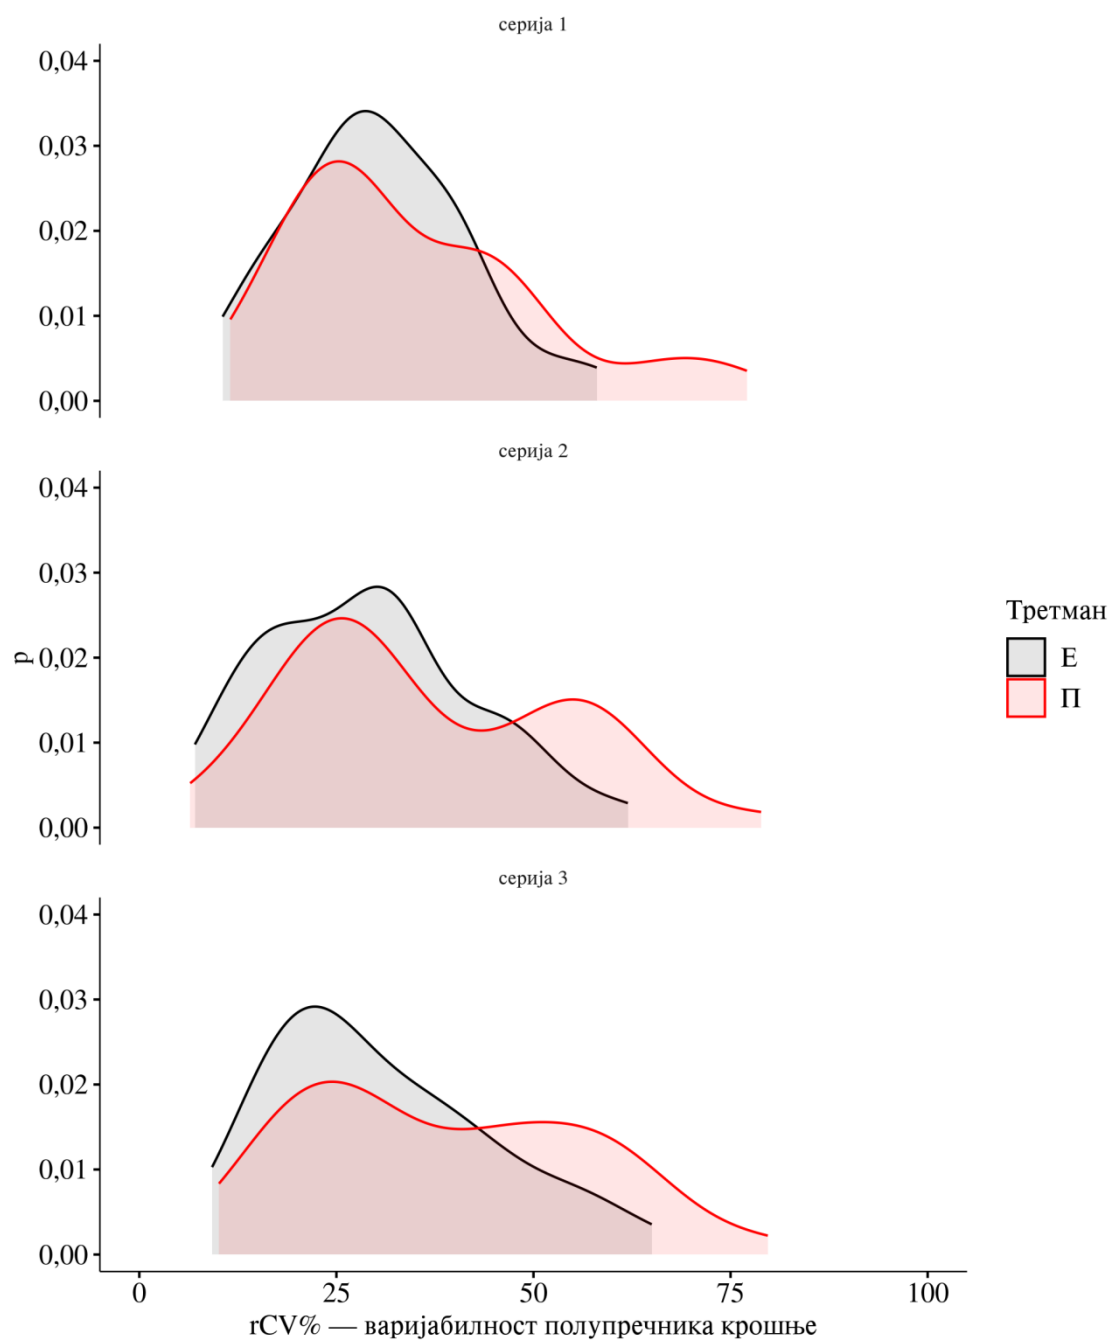 серија 1
0,04
0,03
0,02
0,01
0,00
серија 2
0,04
0,03
0,02
0,01
0,00
p
серија 3
0,04
0,03
0,02
0,01
0,00
0 25 50 75 100
rCV% — варијабилност полупречника крошње
Третман
Е
П